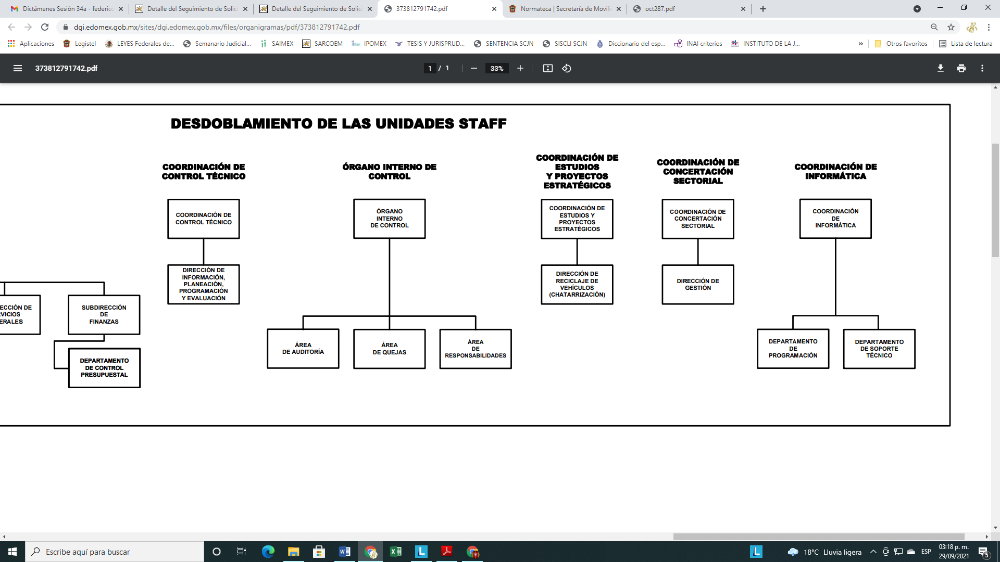 Dictámenes Sesión 34a - federico
Detalle del Seguimiento de Solici
Detalle del Seguimiento de Solici
373812791742.pdf
Normateca | Secretaría de Movili
oct287.pdf
dgi.edomex.gob.mx/sites/dgi.edomex.gob.mx/files/organigramas/pdf/373812791742.pdf
Aplicaciones
Legistel
LEYES Federales de...
Semanario Judicial...
SAIMEX
SARCOEM
IPOMEX
TESIS Y JURISPRUD...
SENTENCIA SCJN
SISCLI SCJN
Diccionario del esp...
INAI criterios
INSTITUTO DE LA J...
»
Otros favoritos
Lista de lectura
373812791742.pdf
1 / 1
33%
DESDOBLAMIENTO DE LAS UNIDADES STAFF
COORDINACIÓN DE
CONTROL TÉCNICO
ÓRGANO INTERNO DE
CONTROL
COORDINACIÓN DE
ESTUDIOS
Y PROYECTOS
ESTRATÉGICOS
COORDINACIÓN DE
CONCERTACIÓN
SECTORIAL
COORDINACIÓN DE
INFORMÁTICA
COORDINACIÓN DE
CONTROL TÉCNICO
ÓRGANO
INTERNO
DE CONTROL
COORDINACIÓN DE
ESTUDIOS Y
PROYECTOS
ESTRATÉGICOS
COORDINACIÓN DE
CONCERTACIÓN
SECTORIAL
COORDINACIÓN
DE
INFORMÁTICA
DIRECCIÓN DE
INFORMACIÓN,
PLANEACIÓN,
PROGRAMACIÓN
Y EVALUACIÓN
DIRECCIÓN DE
RECICLAJE DE
VEHÍCULOS
(CHATARRIZACIÓN)
DIRECCIÓN DE
GESTIÓN
ECCIÓN DE
RVICIOS
ERALES
SUBDIRECCIÓN
DE
FINANZAS
DEPARTAMENTO
DE CONTROL
PRESUPUESTAL
ÁREA
DE AUDITORÍA
ÁREA
DE QUEJAS
ÁREA
DE
RESPONSABILIDADES
DEPARTAMENTO
DE
PROGRAMACIÓN
DEPARTAMENTO
DE SOPORTE
TÉCNICO
Escribe aquí para buscar
18°C Lluvia ligera
ESP
03:18 p. m.
29/09/2021
5